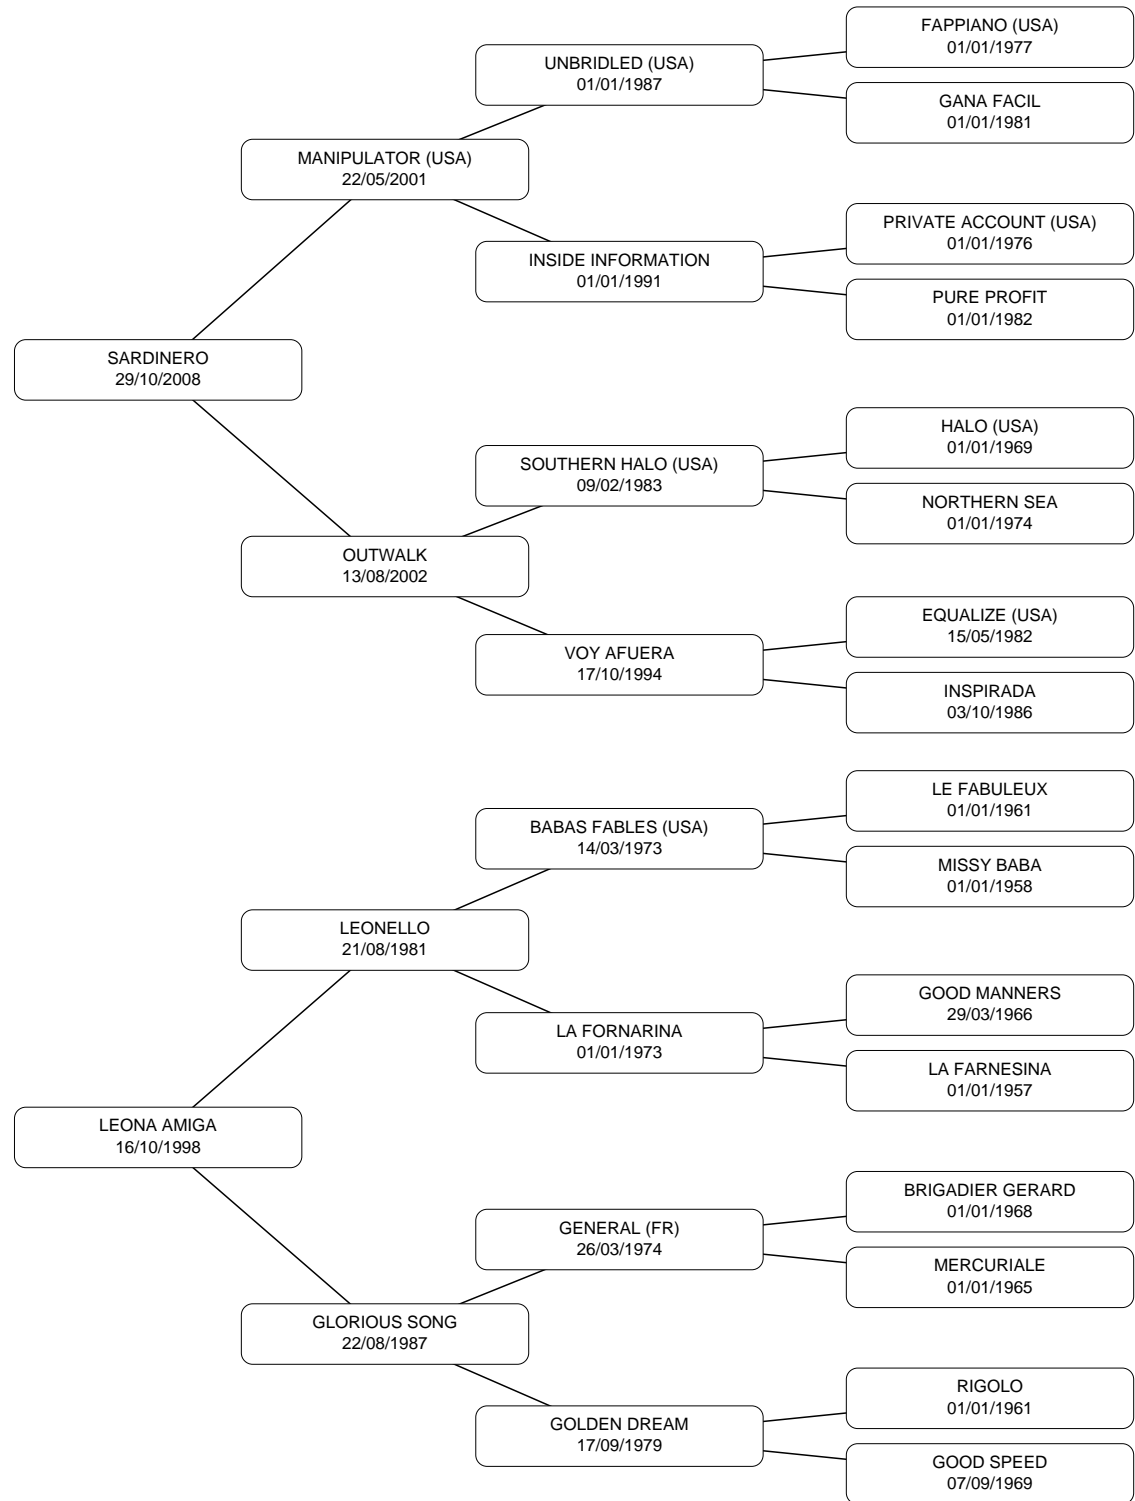 FAPPIANO (USA)
01/01/1977
UNBRIDLED (USA)
01/01/1987
GANA FACIL
01/01/1981
MANIPULATOR (USA)
22/05/2001
PRIVATE ACCOUNT (USA)
01/01/1976
INSIDE INFORMATION
01/01/1991
PURE PROFIT
01/01/1982
SARDINERO
29/10/2008
HALO (USA)
01/01/1969
SOUTHERN HALO (USA)
09/02/1983
NORTHERN SEA
01/01/1974
OUTWALK
13/08/2002
EQUALIZE (USA)
15/05/1982
VOY AFUERA
17/10/1994
INSPIRADA
03/10/1986
LE FABULEUX
01/01/1961
BABAS FABLES (USA)
14/03/1973
MISSY BABA
01/01/1958
LEONELLO
21/08/1981
GOOD MANNERS
29/03/1966
LA FORNARINA
01/01/1973
LA FARNESINA
01/01/1957
LEONA AMIGA
16/10/1998
BRIGADIER GERARD
01/01/1968
GENERAL (FR)
26/03/1974
MERCURIALE
01/01/1965
GLORIOUS SONG
22/08/1987
RIGOLO
01/01/1961
GOLDEN DREAM
17/09/1979
GOOD SPEED
07/09/1969